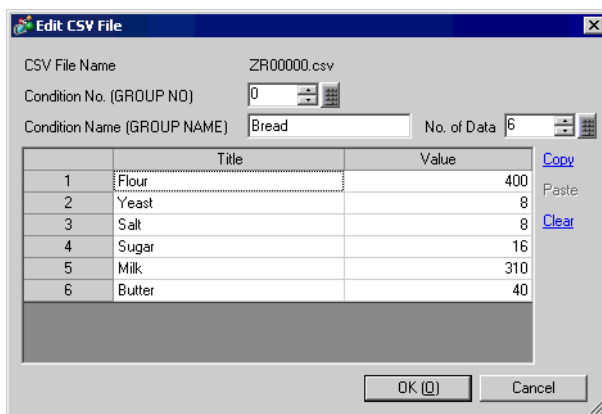 Edit CSV File
CSV File Name ZR00000.csv
Condition No. (GROUP NO) 0
Condition Name (GROUP NAME) Bread No. of Data 6
Title Value Copy
1 Flour 400
Paste
2 Yeast 8
3 Salt 8 Clear
4 Sugar 16
5 Milk 310
6 Butter 40
OK (O) Cancel